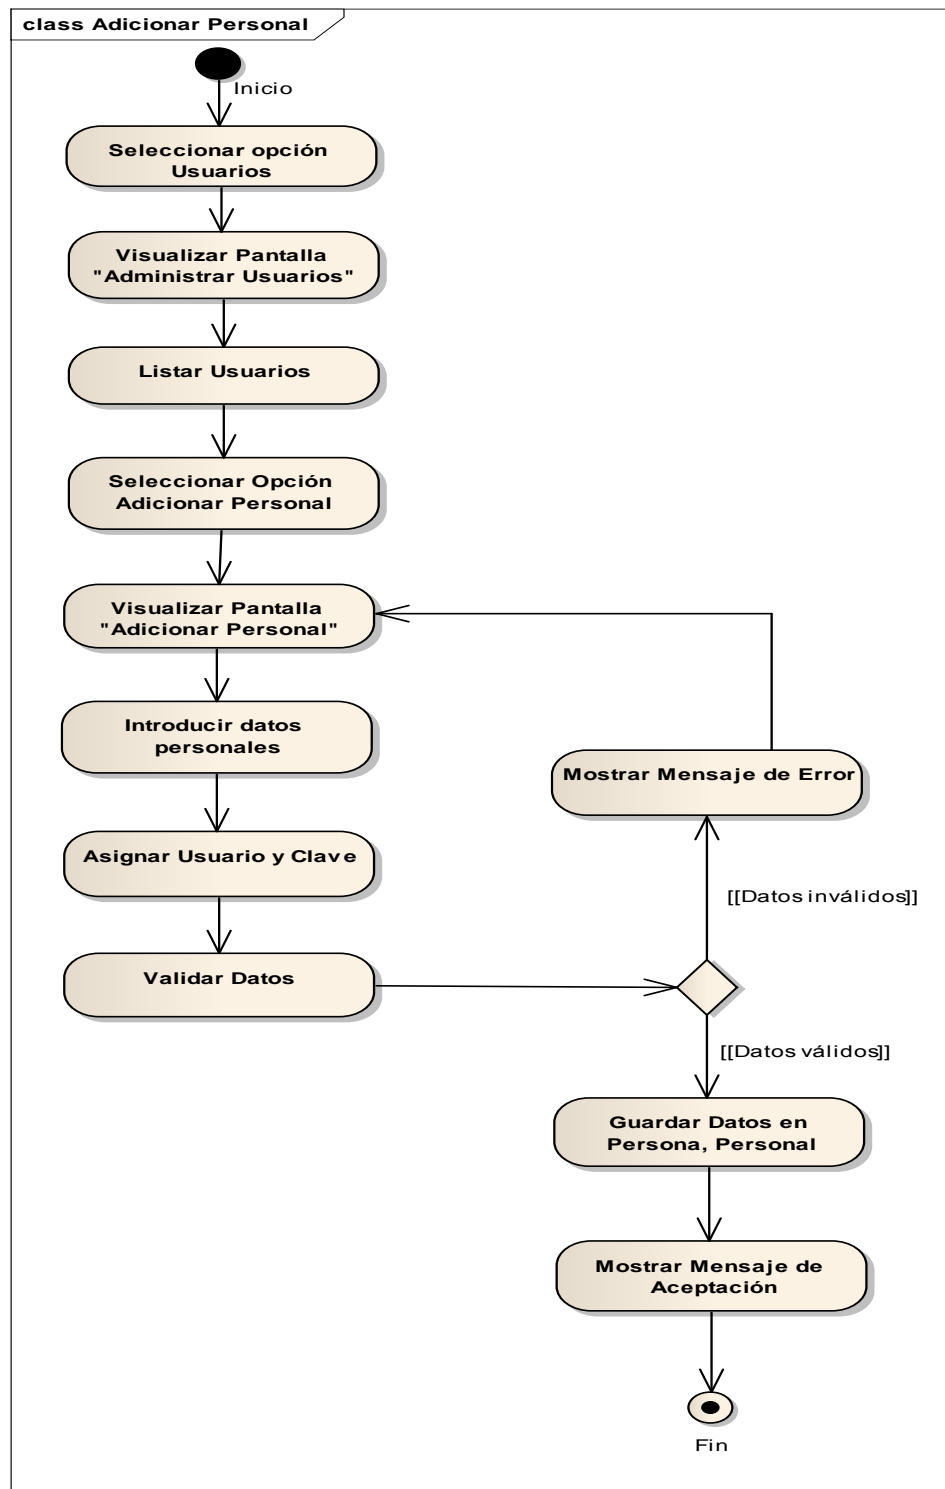 class Adicionar Personal
Inicio
Seleccionar opción
Usuarios
Visualizar Pantalla
"Administrar Usuarios"
Listar Usuarios
Seleccionar Opción
Adicionar Personal
Visualizar Pantalla
"Adicionar Personal"
Introducir datos
personales
Asignar Usuario y Clave
Validar Datos
Mostrar Mensaje de Error
[[Datos inválidos]]
[[Datos válidos]]
Guardar Datos en
Persona, Personal
Mostrar Mensaje de
Aceptación
Fin